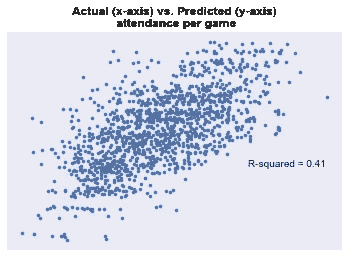 Actual (x-axis) vs. Predicted (y-axis)
attendance per game
R-squared = 0.41